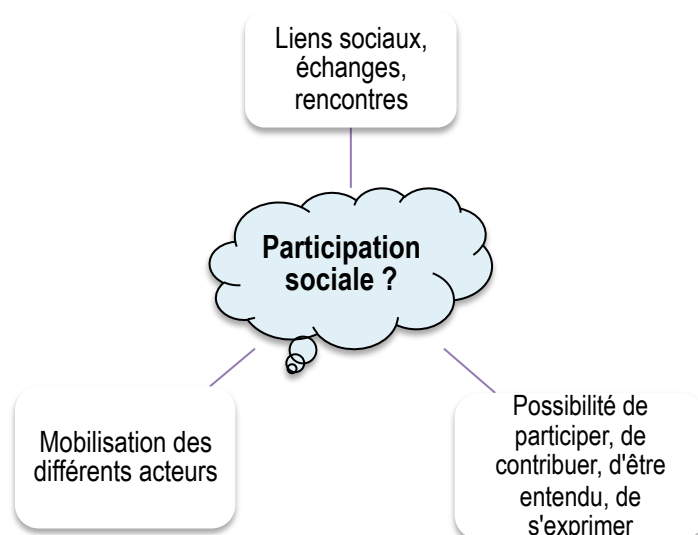 Liens sociaux,
échanges,
rencontres
Participation
sociale ?
Mobilisation des
différents acteurs
Possibilité de
participer, de
contribuer, d'être
entendu, de
s'exprimer